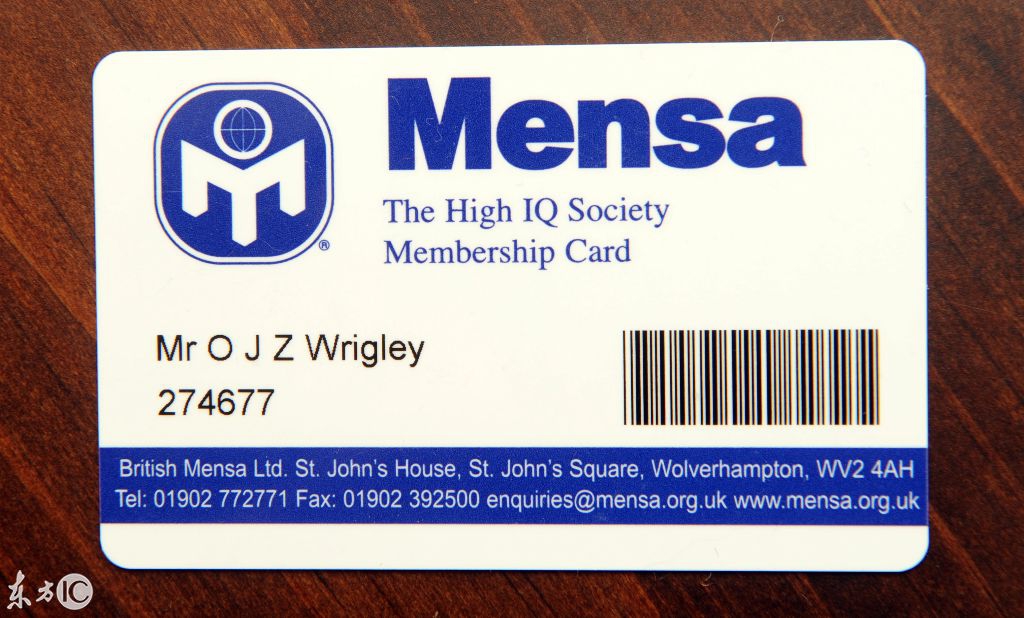 Mensa
The High IQ Society
Membership Card
®
Mr O J Z Wrigley
274677
British Mensa Ltd. St. John's House, St. John's Square, Wolverhampton, WV2 4AH
Tel: 01902 772771 Fax: 01902 392500 enquiries@mensa.org.uk www.mensa.org.uk
东方IC